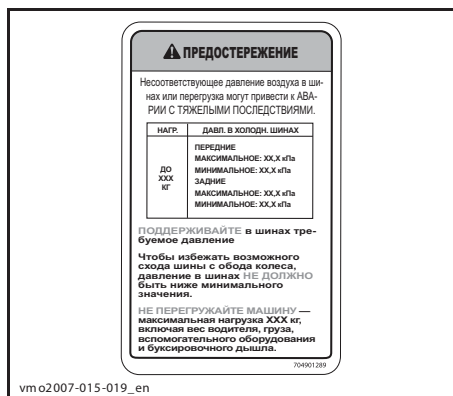 ПРЕДОСТЕРЕЖЕНИЕ
Несоответствующее давление воздуха в ши-
нах или перегрузка могут привести к АВА-
РИИ С ТЯЖЕЛЫМИ ПОСЛЕДСТВИЯМИ.
НАГР. ДАВЛ. В ХОЛОДН. ШИНАХ
ДО
XXX
КГ
ПЕРЕДНИЕ
МАКСИМАЛЬНОЕ: XX,X кПа
МИНИМАЛЬНОЕ: XX,X кПа
ЗАДНИЕ
МАКСИМАЛЬНОЕ: XX,X кПа
МИНИМАЛЬНОЕ: XX,X кПа
ПОДДЕРЖИВАЙТЕ в шинах тре-
буемое давление
Чтобы избежать возможного
схода шины с обода колеса,
давление в шинах НЕ ДОЛЖНО
быть ниже минимального
значения.
НЕ ПЕРЕГРУЖАЙТЕ МАШИНУ —
максимальная нагрузка XXX кг,
включая вес водителя, груза,
вспомогательного оборудования
и буксировочного дышла.
704901289
vmo2007-015-019_en